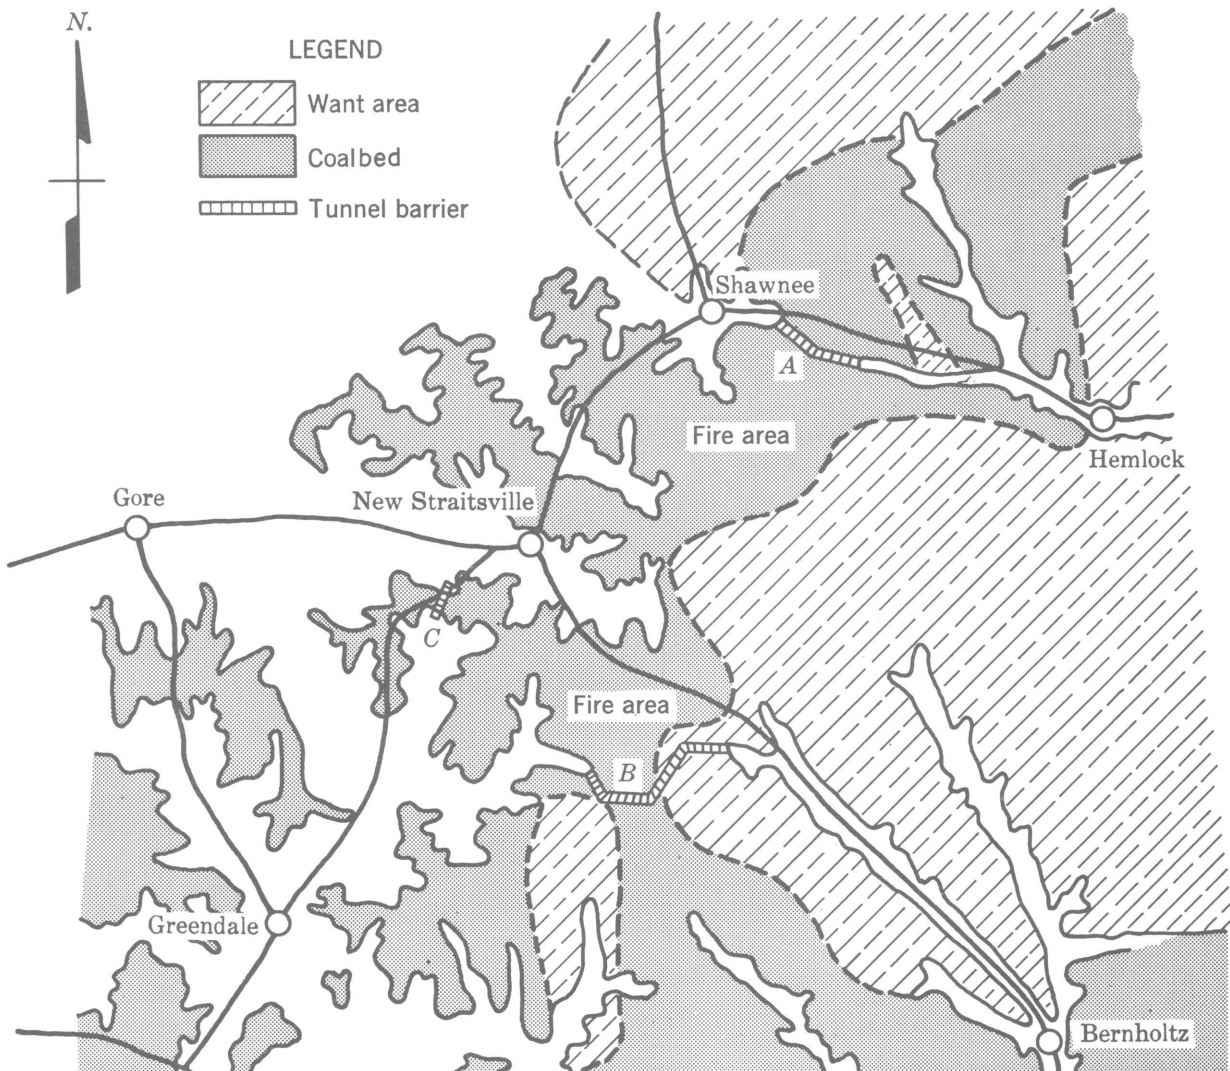 N.
LEGEND
Want area
Coalbed
Tunnel barrier
Shawnee
A
Fire area
Hemlock
Gore
New Straitsville
C
Fire area
B
Greendale
Bernholtz